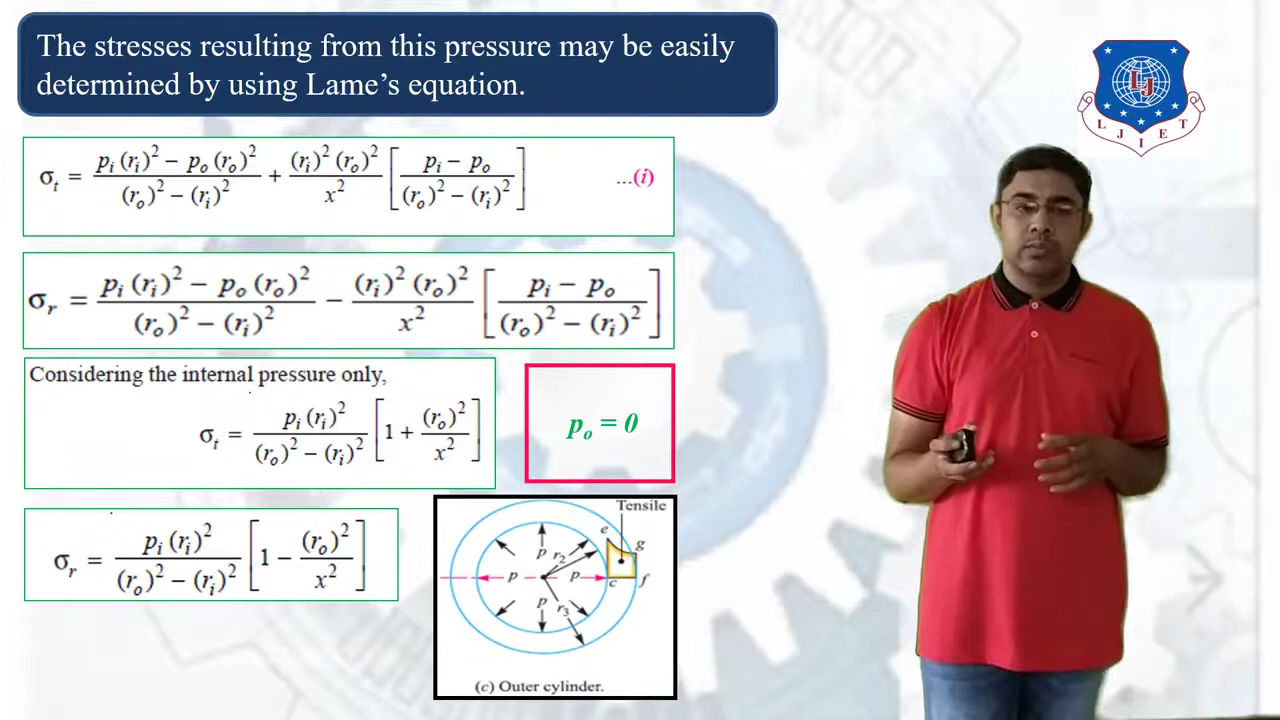 The stresses resulting from this pressure may be easily
determined by using Lame’s equation.
σt = pi (ri)² − po (ro)² / (ro)² − (ri)² + (ri)² (ro)² / x² [ pi − po / (ro)² − (ri)² ] ...(i)
σr = pi (ri)² − po (ro)² / (ro)² − (ri)² − (ri)² (ro)² / x² [ pi − po / (ro)² − (ri)² ]
Considering the internal pressure only,
σt = pi (ri)² / (ro)² − (ri)² [ 1 + (ro)² / x² ]
po = 0
σr = pi (ri)² / (ro)² − (ri)² [ 1 − (ro)² / x² ]
Tensile
e
g
p r2
p p c f
p r3
(c) Outer cylinder.
LJ
L J I E T